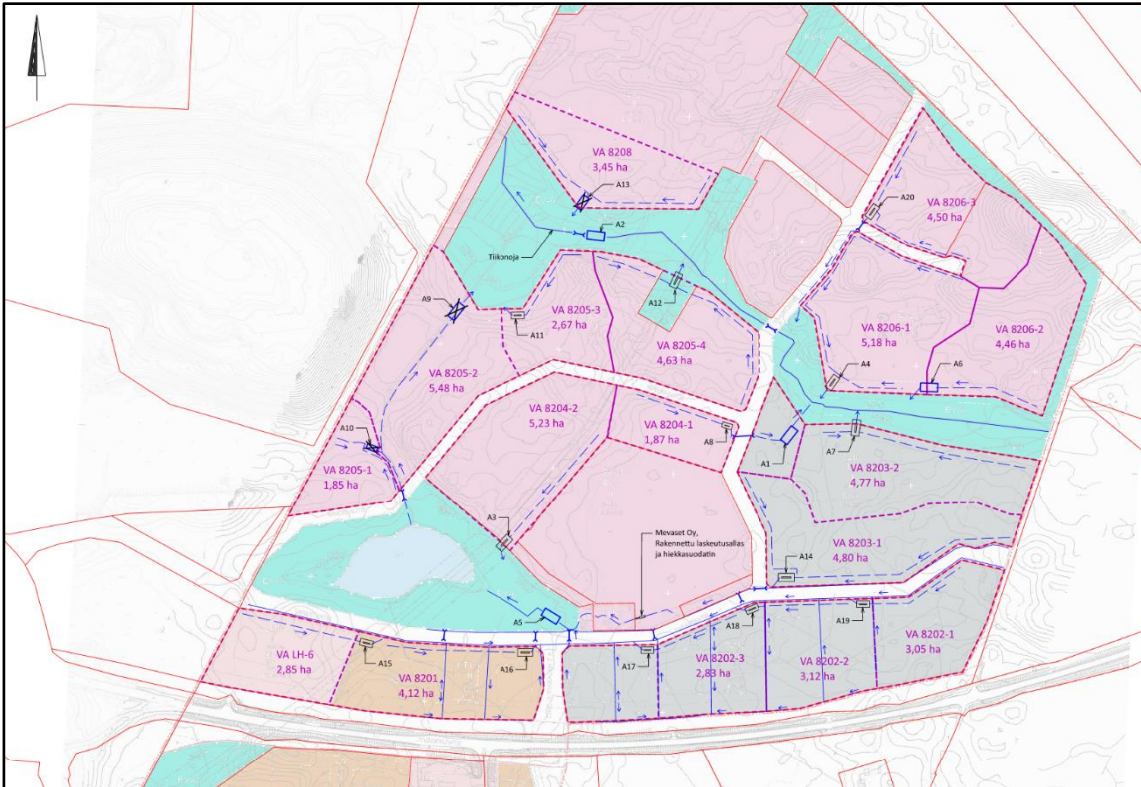 VA 8208
3,45 ha
A13
A2
Tiikonoja
A20
VA 8206-3
4,50 ha
A9
A12
A11
VA 8205-3
2,67 ha
VA 8205-4
4,63 ha
VA 8206-1
5,18 ha
VA 8206-2
4,46 ha
VA 8205-2
5,48 ha
A4
A6
VA 8204-2
5,23 ha
VA 8204-1
1,87 ha
A8
A10
A1
A7
VA 8205-1
1,85 ha
VA 8203-2
4,77 ha
A3
Mevaset Oy,
Rakennettu laskeutusallas
ja hiekkasuodatin
VA 8203-1
4,80 ha
A14
A5
A18
A19
VA LH-6
2,85 ha
A15
VA 8201
4,12 ha
A16
A17
VA 8202-3
2,83 ha
VA 8202-2
3,12 ha
VA 8202-1
3,05 ha